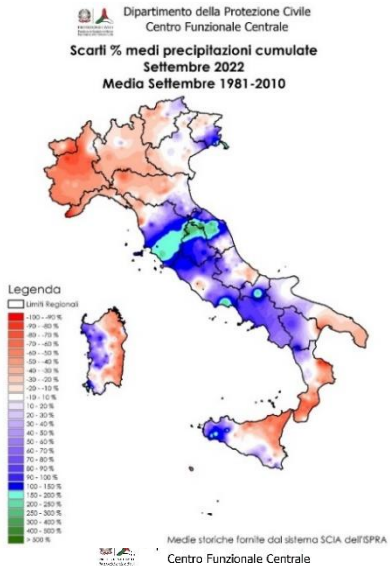 Dipartimento della Protezione Civile
Centro Funzionale Centrale
Scarti % medi precipitazioni cumulate
Settembre 2022
Media Settembre 1981-2010
Legenda
Limiti Regionali
-100 - -90 %
-90 - -80 %
-80 - -70 %
-70 - -60 %
-60 - -50 %
-50 - -40 %
-40 - -30 %
-30 - -20 %
-20 - -10 %
-10 - 10 %
10 - 20 %
20 - 30 %
30 - 40 %
40 - 50 %
50 - 60 %
60 - 70 %
70 - 80 %
80 - 90 %
90 - 100 %
100 - 150 %
150 - 200 %
200 - 250 %
250 - 300 %
300 - 400 %
400 - 500 %
> 500 %
Medie storiche fornite dal sistema SCIA dell'ISPRA
Centro Funzionale Centrale